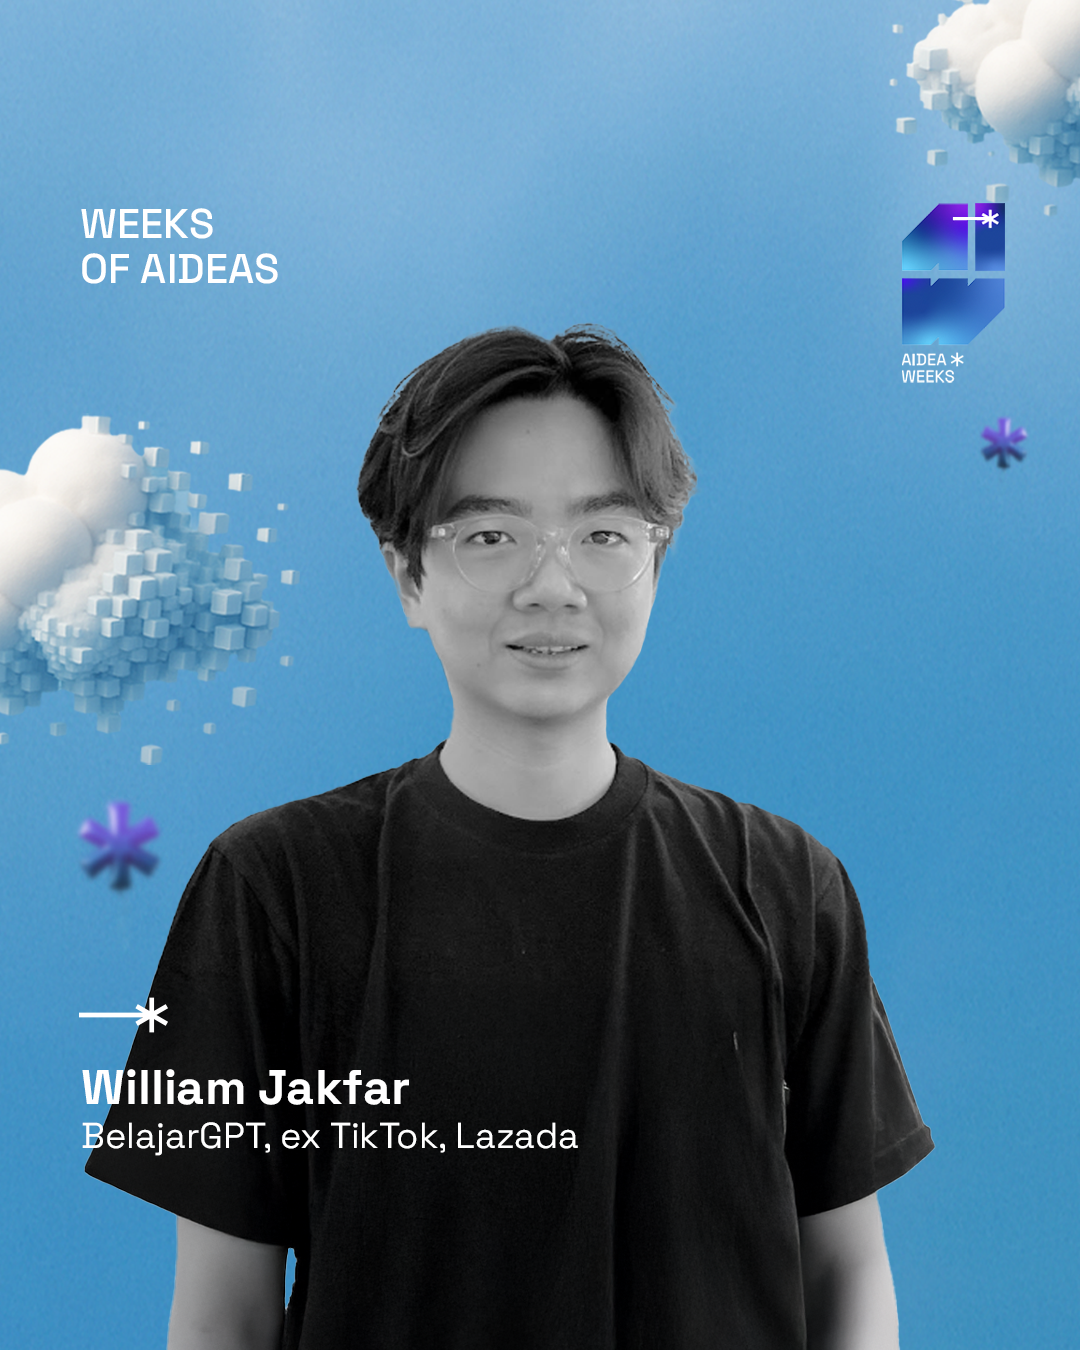 WEEKS
OF AIDEAS
AIDEA
WEEKS
William Jakfar
BelajarGPT, ex TikTok, Lazada